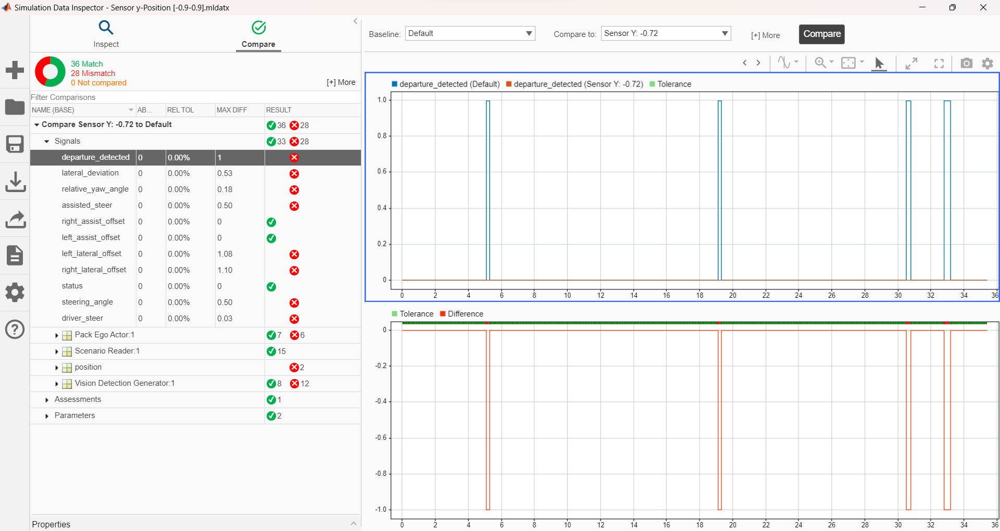 Simulation Data Inspector - Sensor y-Position [-0.9-0.9].mldatx
Inspect
Compare
Baseline: Default
Compare to: Sensor Y: -0.72
[+] More
Compare
36 Match
28 Mismatch
0 Not compared
[+] More
Filter Comparisons
NAME (BASE) AB... REL TOL MAX DIFF RESULT
Compare Sensor Y: -0.72 to Default 36 28
Signals 33 28
departure_detected 0 0.00% 1
lateral_deviation 0 0.00% 0.53
relative_yaw_angle 0 0.00% 0.18
assisted_steer 0 0.00% 0.50
right_assist_offset 0 0.00% 0
left_assist_offset 0 0.00% 0
left_lateral_offset 0 0.00% 1.08
right_lateral_offset 0 0.00% 1.10
status 0 0.00% 0
steering_angle 0 0.00% 0.50
driver_steer 0 0.00% 0.03
Pack Ego Actor:1 7 6
Scenario Reader:1 15
position 2
Vision Detection Generator:1 8 12
Assessments 1
Parameters 2
Properties
departure_detected (Default) departure_detected (Sensor Y: -0.72) Tolerance
1.0
0.8
0.6
0.4
0.2
0
0 2 4 6 8 10 12 14 16 18 20 22 24 26 28 30 32 34 36
Tolerance Difference
0
-0.2
-0.4
-0.6
-0.8
-1.0
0 2 4 6 8 10 12 14 16 18 20 22 24 26 28 30 32 34 36